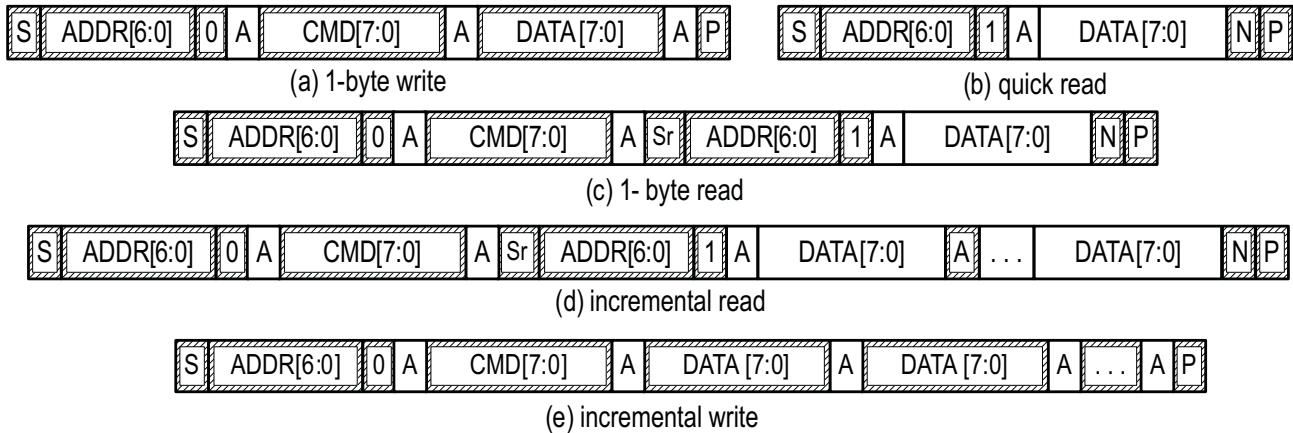 S ADDR[6:0] 0 A CMD[7:0] A DATA[7:0] A P
S ADDR[6:0] 1 A DATA[7:0] N P
(a) 1-byte write
(b) quick read
S ADDR[6:0] 0 A CMD[7:0] A Sr ADDR[6:0] 1 A DATA[7:0] N P
(c) 1- byte read
S ADDR[6:0] 0 A CMD[7:0] A Sr ADDR[6:0] 1 A DATA[7:0] A . . . DATA[7:0] N P
(d) incremental read
S ADDR[6:0] 0 A CMD[7:0] A DATA [7:0] A DATA [7:0] A . . . A P
(e) incremental write